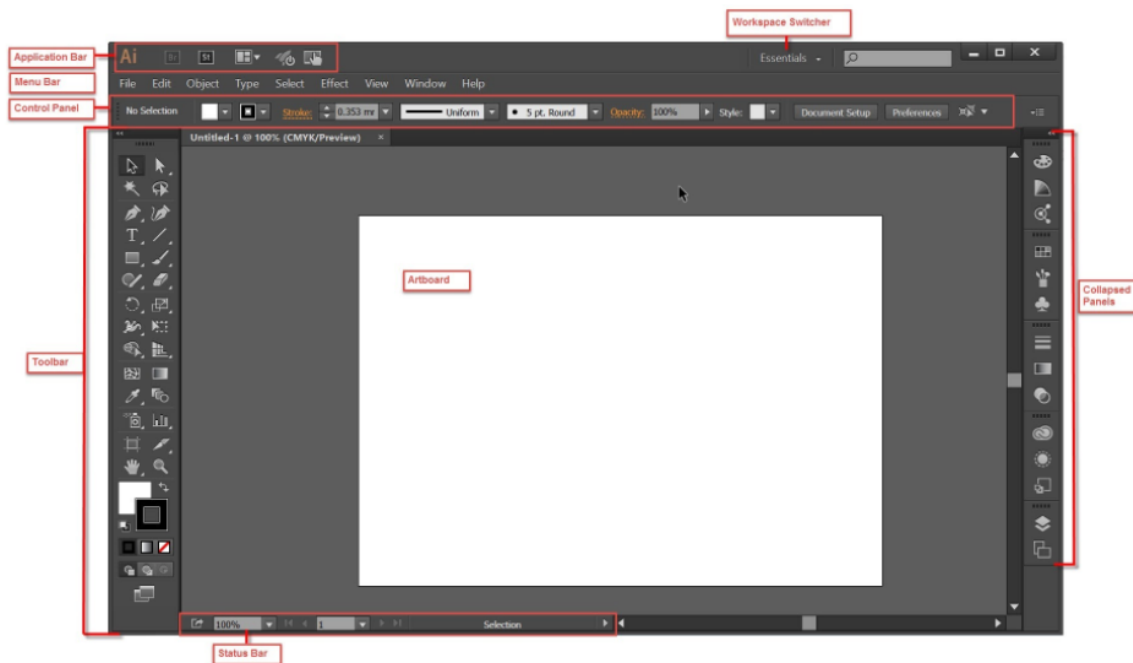 Workspace Switcher
Application Bar
Ai Br St
Essentials
Menu Bar
File Edit Object Type Select Effect View Window Help
Control Panel
No Selection Stroke: 0.353 mr Uniform 5 pt. Round Opacity: 100% Style: Document Setup Preferences
Untitled-1 @ 100% (CMYK/Preview) ×
Artboard
Collapsed
Panels
Toolbar
100% 1 Selection
Status Bar